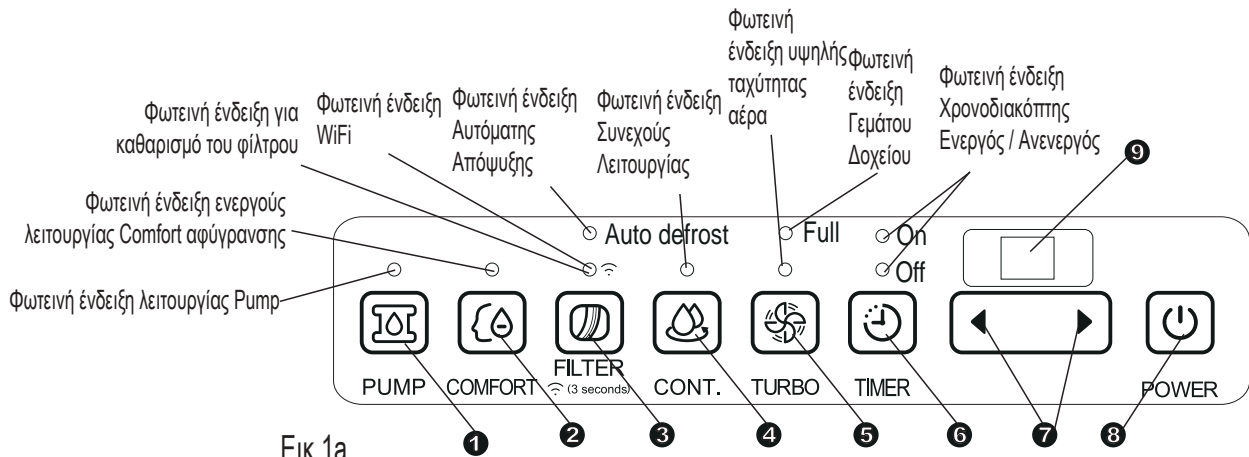 Φωτεινή ένδειξη για
καθαρισμό του φίλτρου
Φωτεινή ένδειξη
WiFi
Φωτεινή ένδειξη
Αυτόματης
Απόψυξης
Φωτεινή ένδειξη
Συνεχούς
Λειτουργίας
Φωτεινή
ένδειξη υψηλής
ταχύτητας
αέρα
Φωτεινή
ένδειξη
Γεμάτου
Δοχείου
Φωτεινή ένδειξη
Χρονοδιακόπτης
Ενεργός / Ανενεργός
9
Φωτεινή ένδειξη ενεργούς
λειτουργίας Comfort αφύγρανσης
Φωτεινή ένδειξη λειτουργίας Pump
Auto defrost
Full
On
Off
PUMP
COMFORT
FILTER
(3 seconds)
CONT.
TURBO
TIMER
POWER
1
2
3
4
5
6
7
8
Εικ 1a